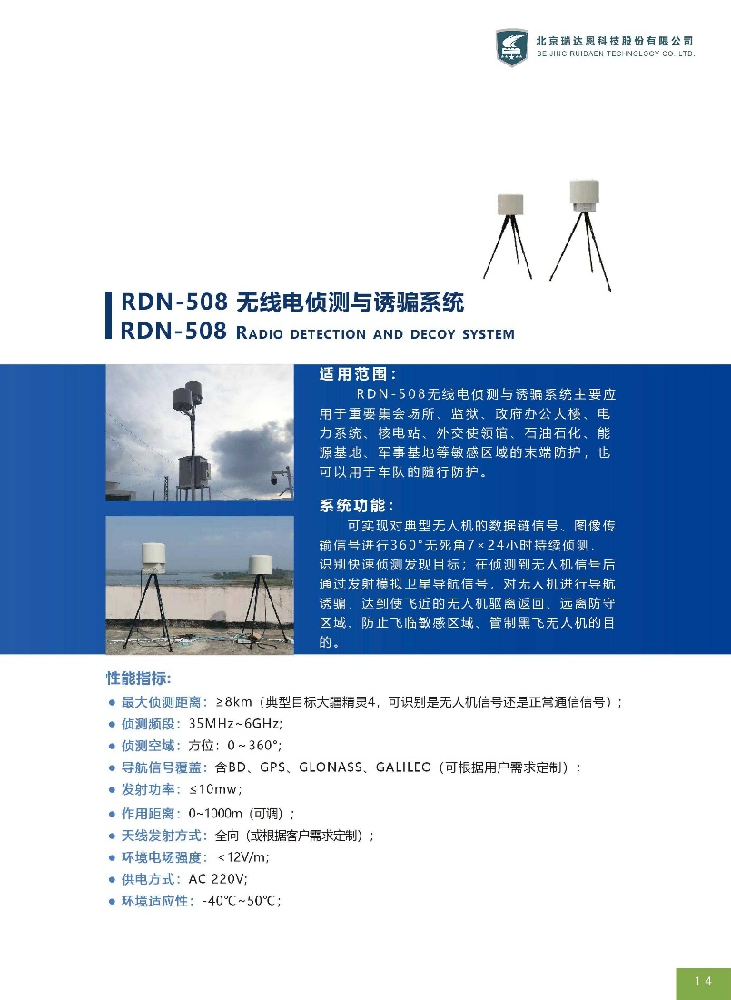 北京瑞达恩科技股份有限公司
BEIJING RUIDAEN TECHNOLOGY CO.,LTD.
RDN-508 无线电侦测与诱骗系统
RDN-508 RADIO DETECTION AND DECOY SYSTEM
适用范围：
RDN-508无线电侦测与诱骗系统主要应
用于重要集会场所、监狱、政府办公大楼、电
力系统、核电站、外交使领馆、石油石化、能
源基地、军事基地等敏感区域的末端防护，也
可以用于车队的随行防护。
系统功能：
可实现对典型无人机的数据链信号、图像传
输信号进行360°无死角7×24小时持续侦测、
识别快速侦测发现目标；在侦测到无人机信号后
通过发射模拟卫星导航信号，对无人机进行导航
诱骗，达到使飞近的无人机驱离返回、远离防守
区域、防止飞临敏感区域、管制黑飞无人机的目
的。
性能指标:
● 最大侦测距离：≥8km（典型目标大疆精灵4，可识别是无人机信号还是正常通信信号）;
● 侦测频段：35MHz~6GHz;
● 侦测空域：方位：0～360°;
● 导航信号覆盖：含BD、GPS、GLONASS、GALILEO（可根据用户需求定制）;
● 发射功率：≤10mw;
● 作用距离：0~1000m（可调）;
● 天线发射方式：全向（或根据客户需求定制）;
● 环境电场强度：<12V/m;
● 供电方式：AC 220V;
● 环境适应性：-40℃~50℃;
14